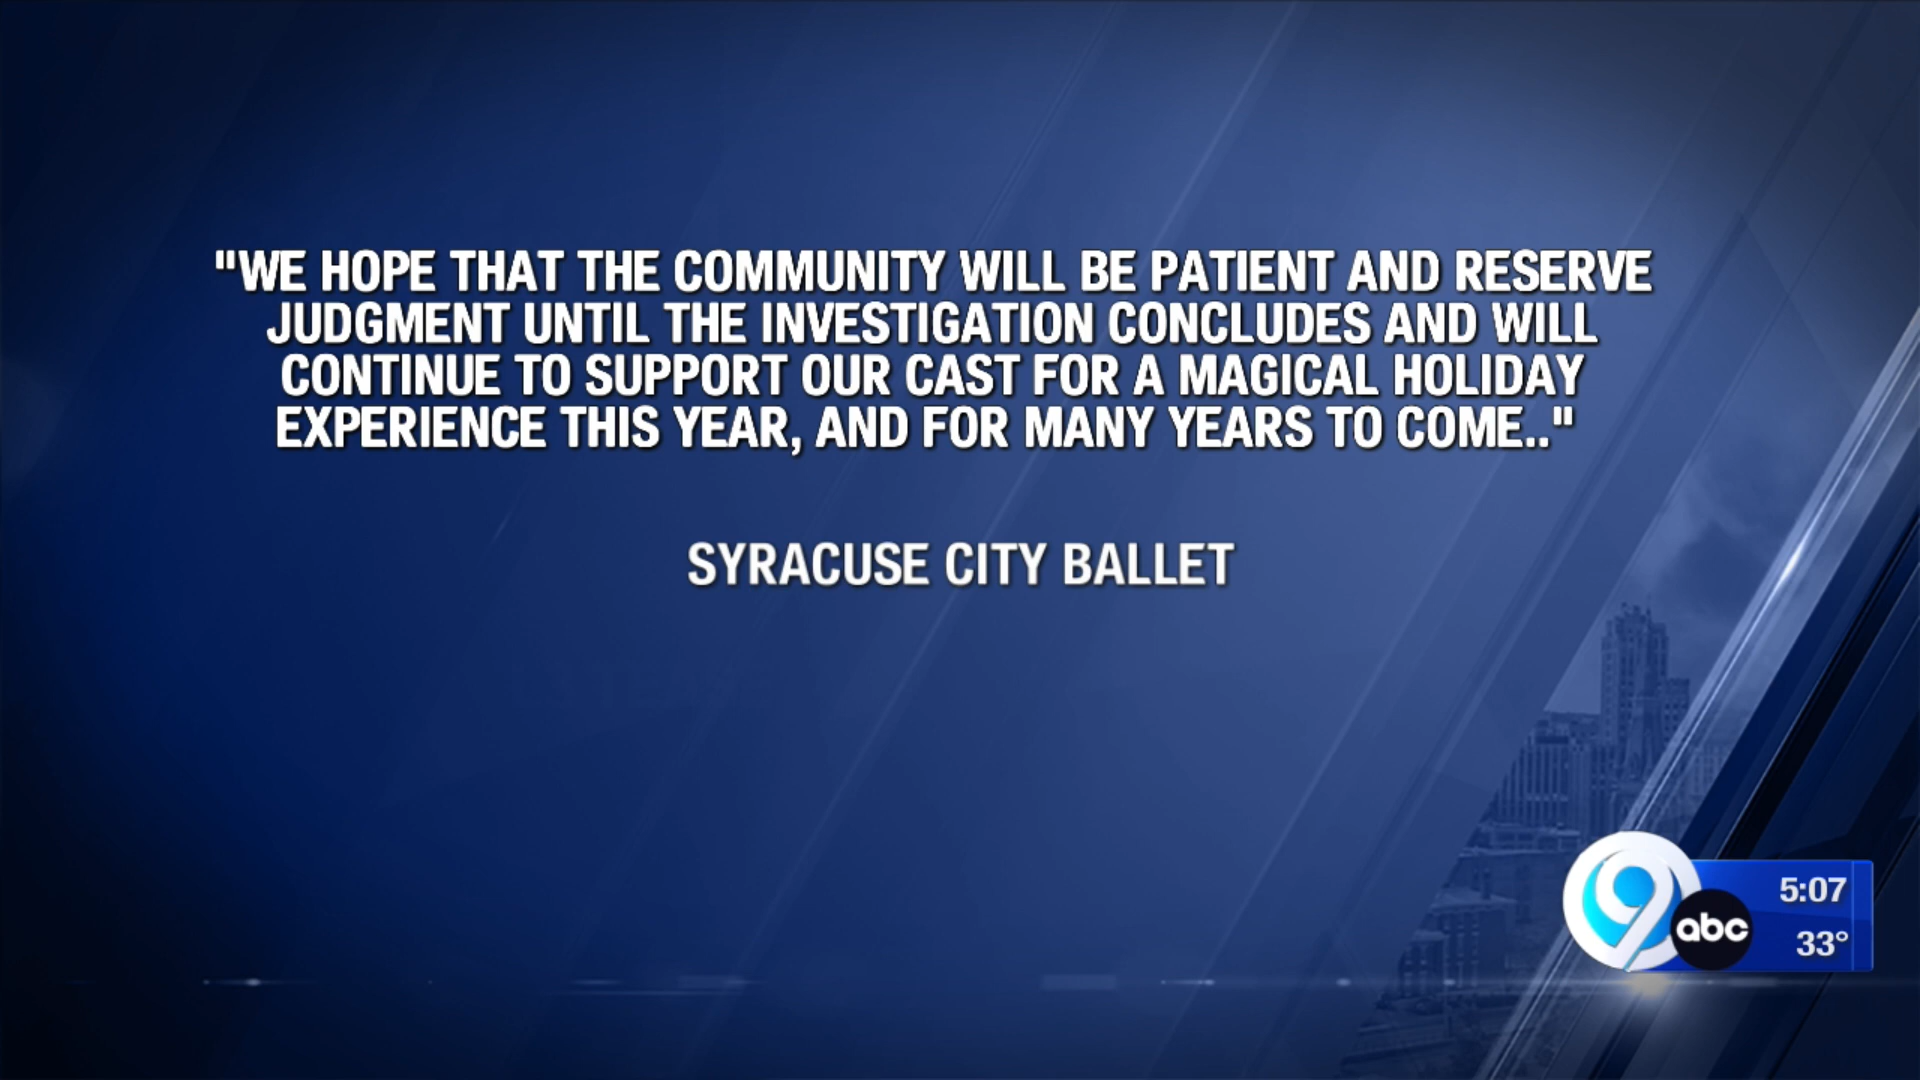 "WE HOPE THAT THE COMMUNITY WILL BE PATIENT AND RESERVE
JUDGMENT UNTIL THE INVESTIGATION CONCLUDES AND WILL
CONTINUE TO SUPPORT OUR CAST FOR A MAGICAL HOLIDAY
EXPERIENCE THIS YEAR, AND FOR MANY YEARS TO COME.."
SYRACUSE CITY BALLET
9
abc
5:07
33°